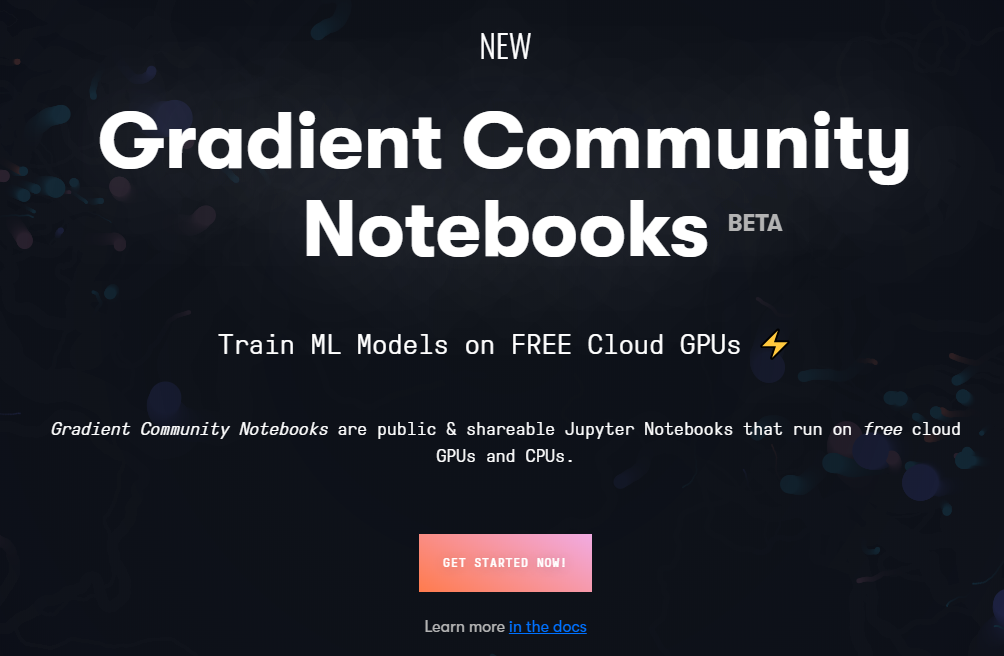 NEW
Gradient Community
Notebooks BETA
Train ML Models on FREE Cloud GPUs ⚡
Gradient Community Notebooks are public & shareable Jupyter Notebooks that run on free cloud
GPUs and CPUs.
GET STARTED NOW!
Learn more in the docs